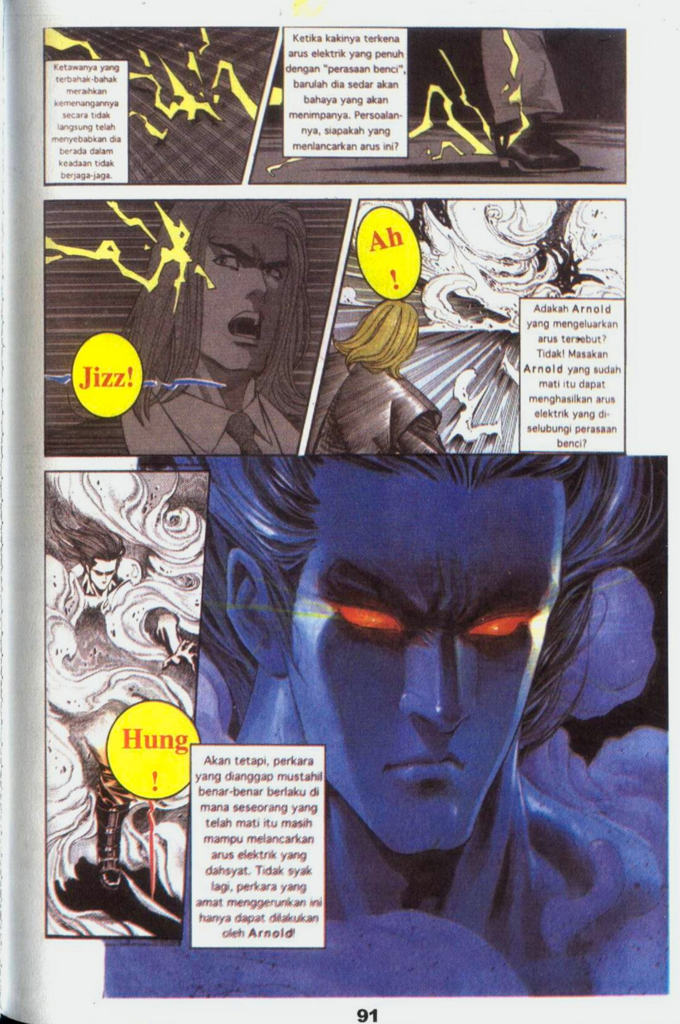 Ketawanya yang
terbahak-bahak
meraihkan
kemenangannya
secara tidak
langsung telah
menyebabkan dia
berada dalam
keadaan tidak
berjaga-jaga.
Ketika kakinya terkena
arus elektrik yang penuh
dengan "perasaan benci",
barulah dia sedar akan
bahaya yang akan
menimpanya. Persoalan-
nya, siapakah yang
menlancarkan arus ini?
Jizz!
Ah
!
Adakah Arnold
yang mengeluarkan
arus tersebut?
Tidak! Masakan
Arnold yang sudah
mati itu dapat
menghasilkan arus
elektrik yang di-
selubungi perasaan
benci?
Hung
!
Akan tetapi, perkara
yang dianggap mustahil
benar-benar berlaku di
mana seseorang yang
telah mati itu masih
mampu melancarkan
arus elektrik yang
dahsyat. Tidak syak
lagi, perkara yang
amat menggerunkan ini
hanya dapat dilakukan
oleh Arnold!
91